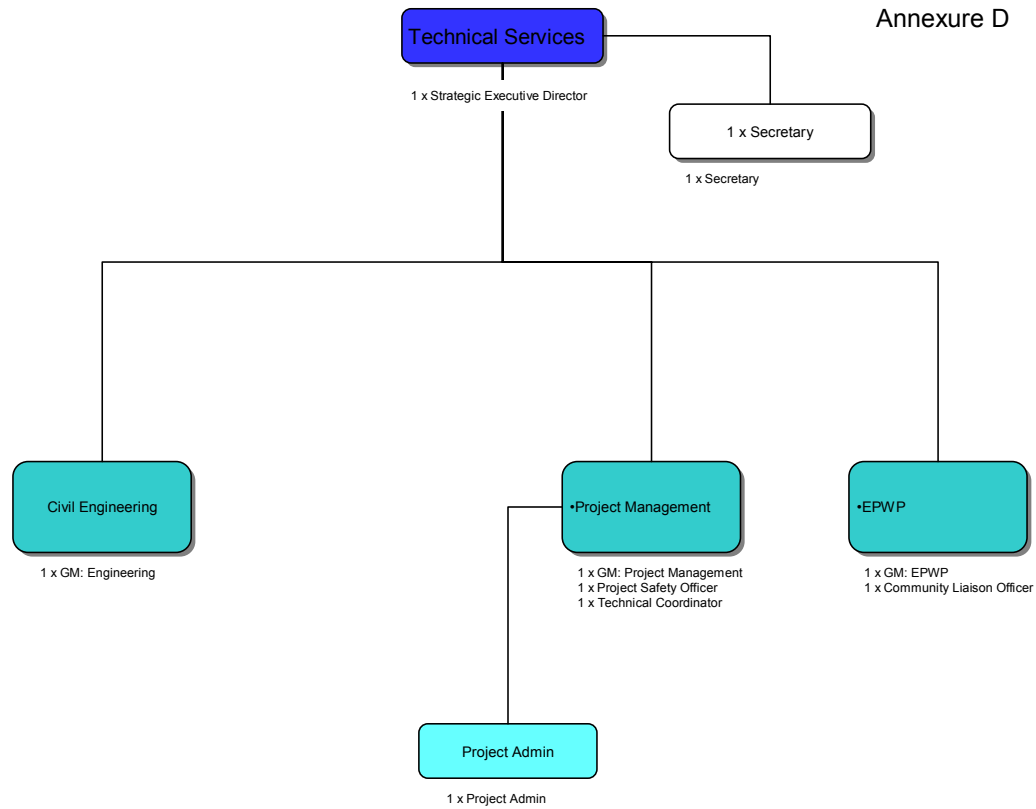 Annexure D
Technical Services
1 x Strategic Executive Director
1 x Secretary
1 x Secretary
Civil Engineering
1 x GM: Engineering
•Project Management
1 x GM: Project Management
1 x Project Safety Officer
1 x Technical Coordinator
•EPWP
1 x GM: EPWP
1 x Community Liaison Officer
Project Admin
1 x Project Admin